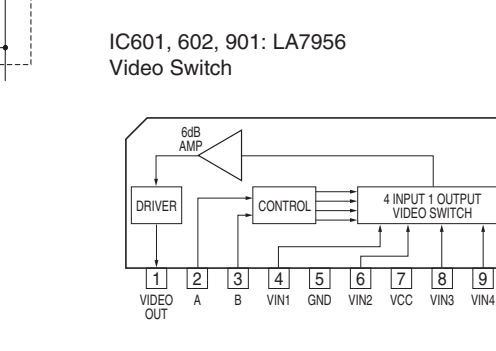 IC601, 602, 901: LA7956
Video Switch
6dB
AMP
DRIVER
CONTROL
4 INPUT 1 OUTPUT
VIDEO SWITCH
1 2 3 4 5 6 7 8 9
VIDEO OUT A B VIN1 GND VIN2 VCC VIN3 VIN4